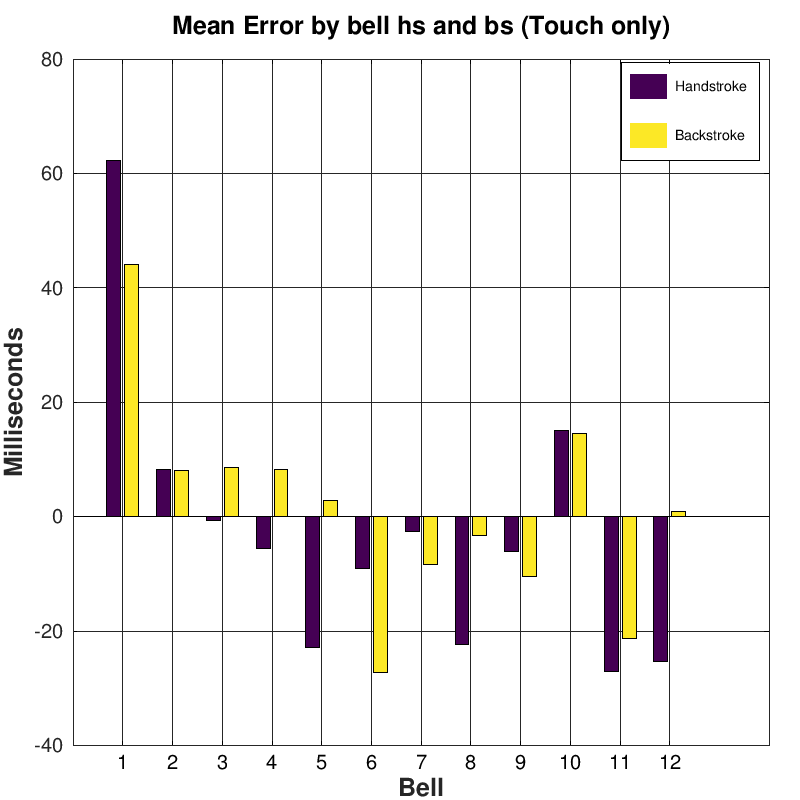 Mean Error by bell hs and bs (Touch only)
Handstroke
Backstroke
80
60
40
20
0
-20
-40
Milliseconds
1 2 3 4 5 6 7 8 9 10 11 12
Bell